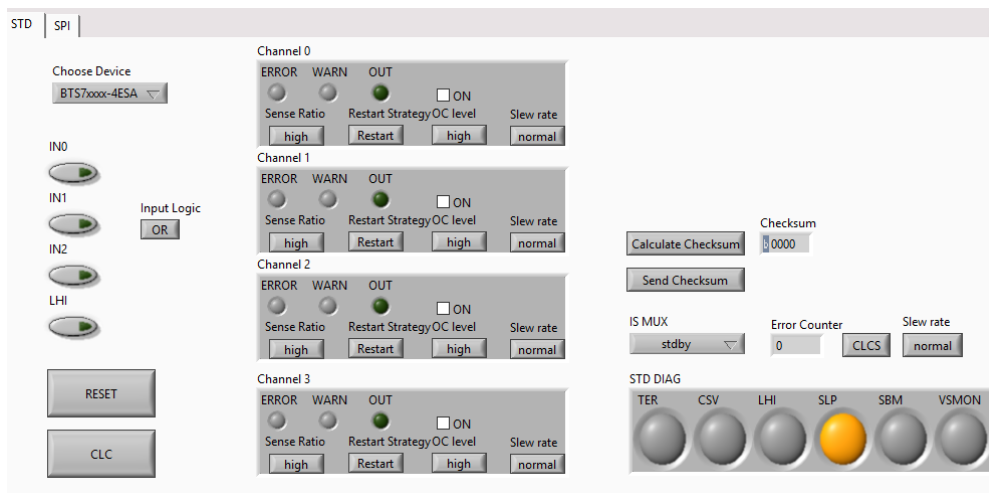 STD
SPI
Choose Device
BTS7xxxx-4ESA
IN0
IN1
IN2
LHI
Input Logic
OR
RESET
CLC
Channel 0
ERROR WARN OUT
ON
Sense Ratio Restart Strategy OC level Slew rate
high Restart high normal
Channel 1
ERROR WARN OUT
ON
Sense Ratio Restart Strategy OC level Slew rate
high Restart high normal
Channel 2
ERROR WARN OUT
ON
Sense Ratio Restart Strategy OC level Slew rate
high Restart high normal
Channel 3
ERROR WARN OUT
ON
Sense Ratio Restart Strategy OC level Slew rate
high Restart high normal
Checksum
Calculate Checksum
b 0000
Send Checksum
IS MUX Error Counter Slew rate
stdby 0 CLCS normal
STD DIAG
TER CSV LHI SLP SBM VSMON